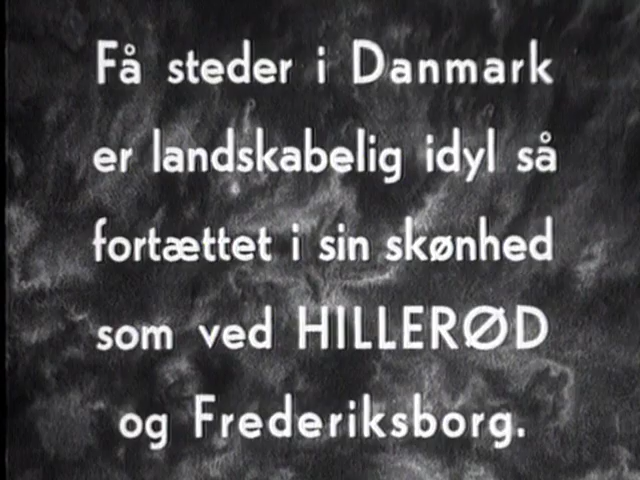 Få steder i Danmark
er landskabelig idyl så
fortættet i sin skønhed
som ved HILLERØD
og Frederiksborg.